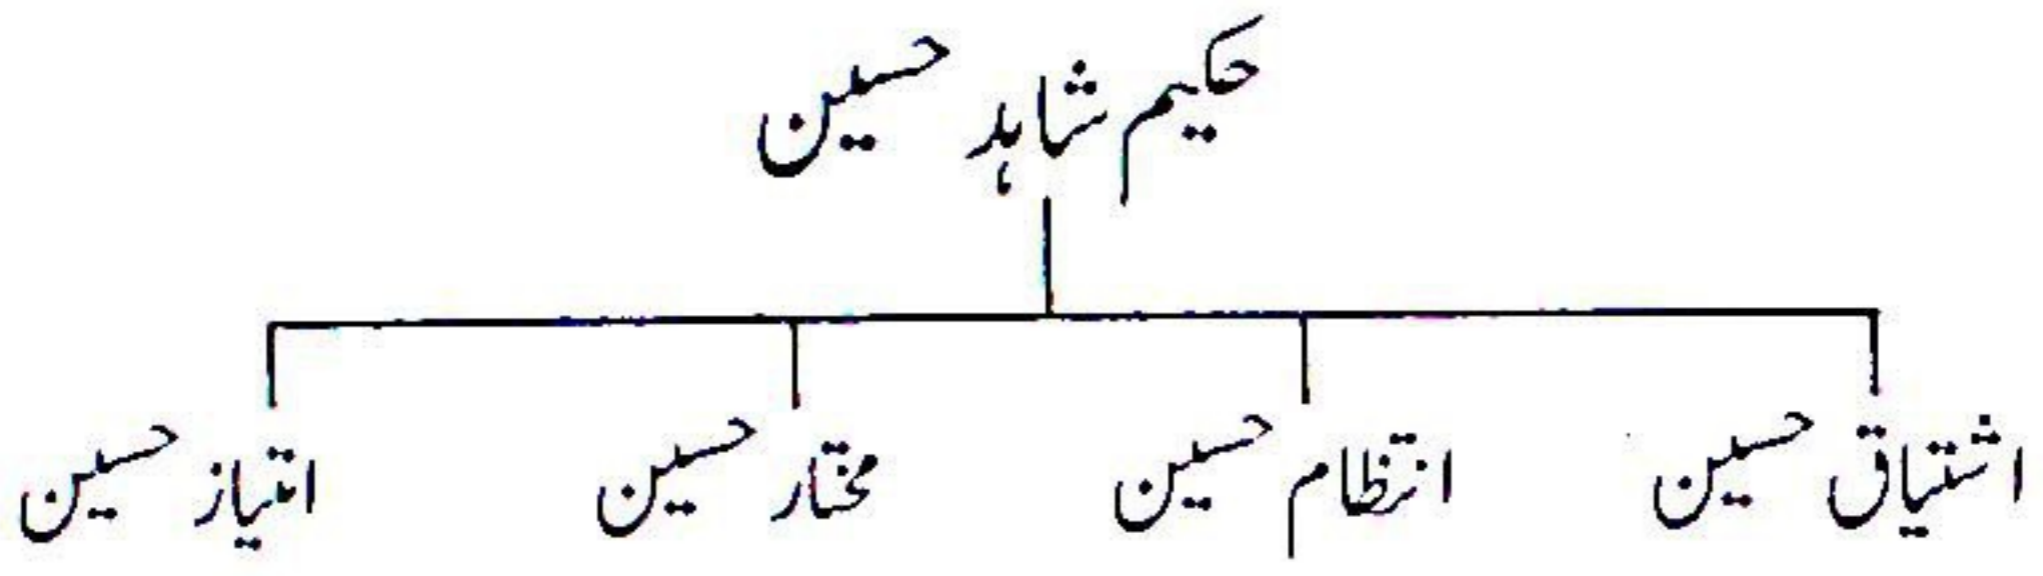 حکیم شاہد حسین
اشتیاق حسین انتظام حسین مختار حسین امتیاز حسین